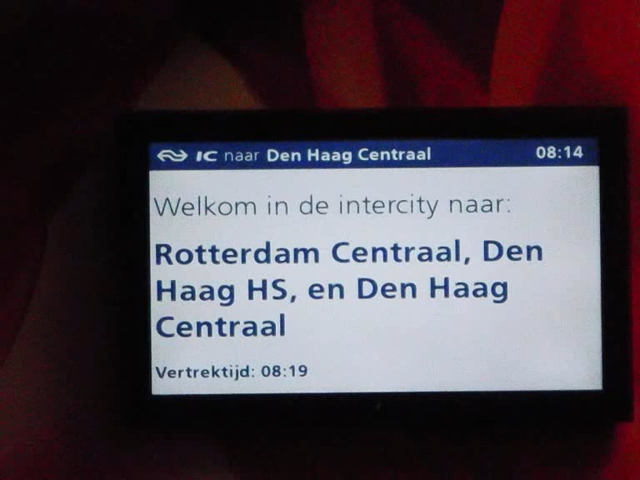 IC naar Den Haag Centraal 08:14
Welkom in de intercity naar:
Rotterdam Centraal, Den
Haag HS, en Den Haag
Centraal
Vertrektijd: 08:19